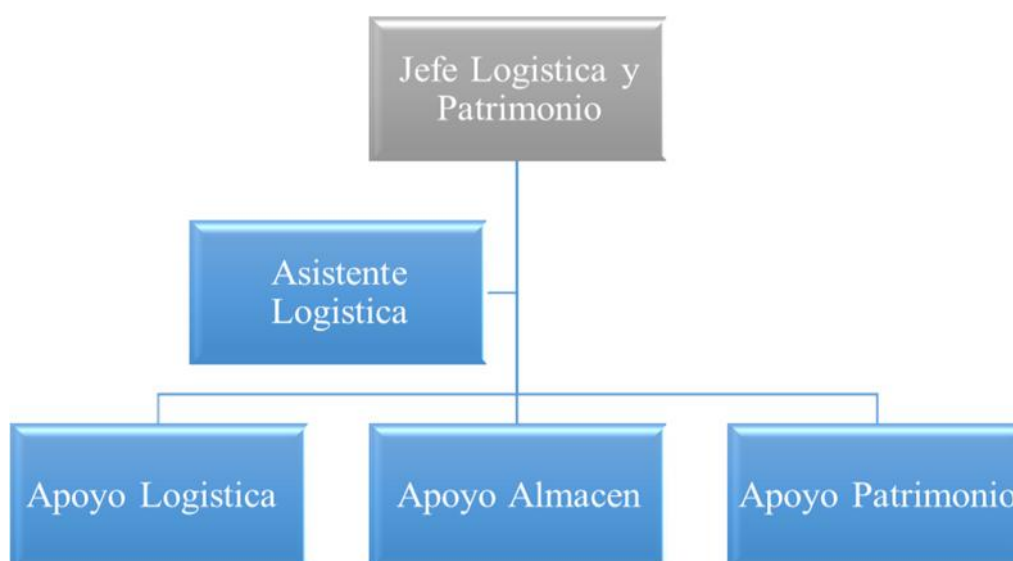 Jefe Logistica y
Patrimonio
Asistente
Logistica
Apoyo Logistica
Apoyo Almacen
Apoyo Patrimonio